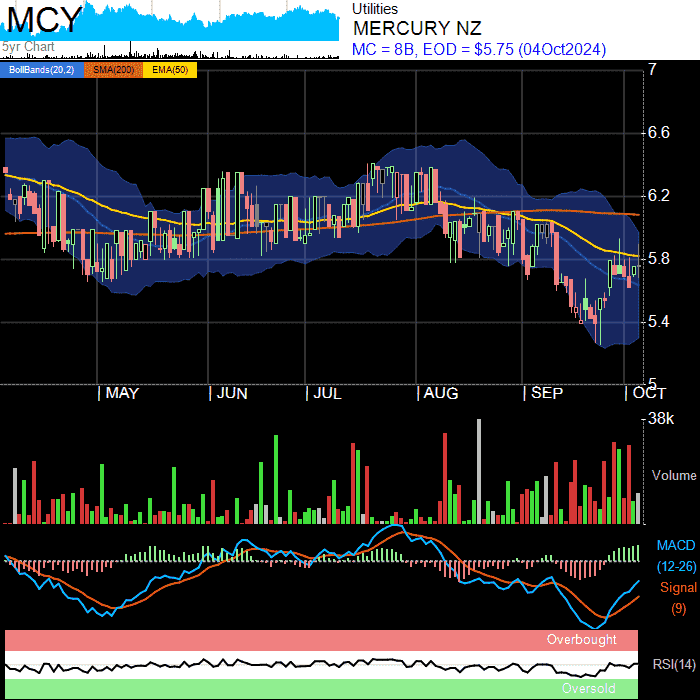 MCY
5yr Chart
Utilities
MERCURY NZ
MC = 8B, EOD = $5.75 (04Oct2024)
BollBands(20,2) SMA(200) EMA(50)
7
6.6
6.2
5.8
5.4
5
MAY JUN JUL AUG SEP OCT
38k
Volume
MACD
(12-26)
Signal
(9)
Overbought
RSI(14)
Oversold